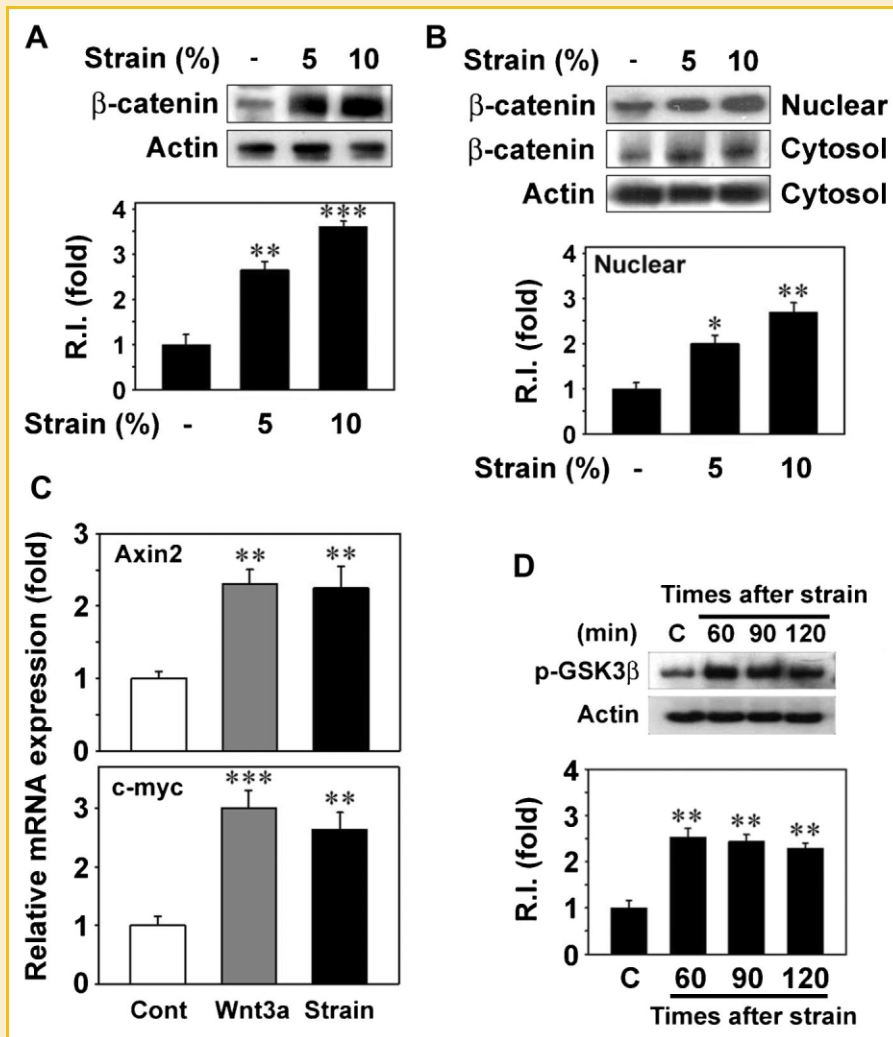 A
Strain (%) - 5 10
β-catenin
Actin
R.I. (fold)
4
3
2
1
0
** ***
Strain (%) - 5 10
B
Strain (%) - 5 10
β-catenin Nuclear
β-catenin Cytosol
Actin Cytosol
R.I. (fold)
4
3
2
1
0
Nuclear
* **
Strain (%) - 5 10
C
Relative mRNA expression (fold)
3
2
1
0
Axin2
** **
3
2
1
0
c-myc
*** **
Cont Wnt3a Strain
D
Times after strain
(min) C 60 90 120
p-GSK3β
Actin
R.I. (fold)
4
3
2
1
0
** ** **
C 60 90 120
Times after strain